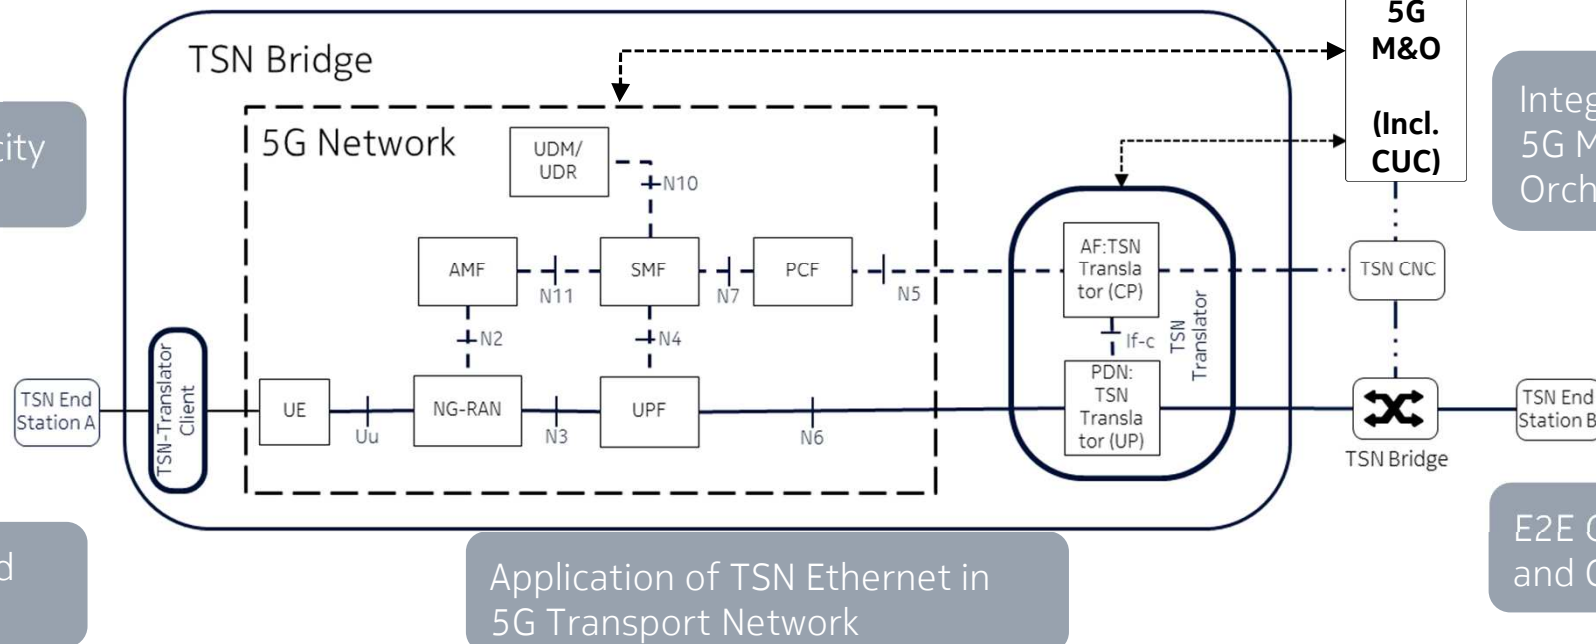 5G
M&O
(Incl.
CUC)
TSN Bridge
5G Network
UDM/
UDR
N10
AMF
N11
SMF
N7
PCF
N5
AF:TSN
Transla
tor (CP)
TSN CNC
N2
N4
If-c
TSN
Translator
TSN End
Station A
TSN-Translator
Client
UE
Uu
NG-RAN
N3
UPF
N6
PDN:
TSN
Transla
tor (UP)
TSN Bridge
TSN End
Station B
5G M
E2E
and
Application of TSN Ethernet in
5G Transport Network